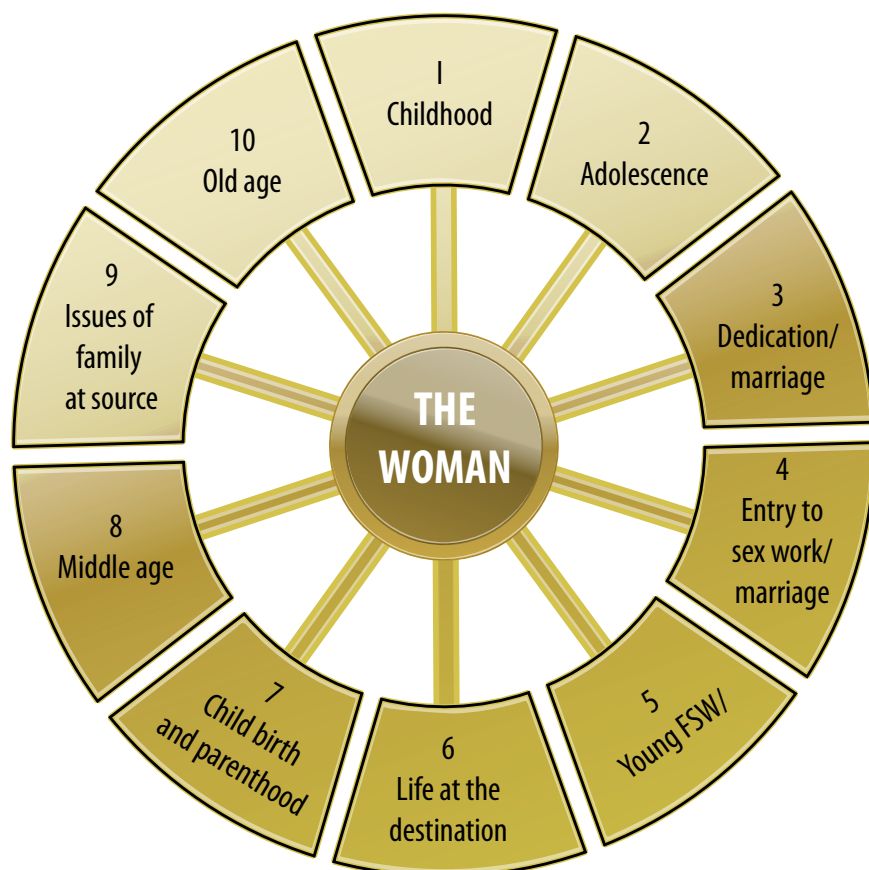 1
Childhood
2
Adolescence
3
Dedication/
marriage
4
Entry to
sex work/
marriage
5
Young FSW/
6
Life at the
destination
7
Child birth
and parenthood
8
Middle age
9
Issues of
family
at source
10
Old age
THE
WOMAN